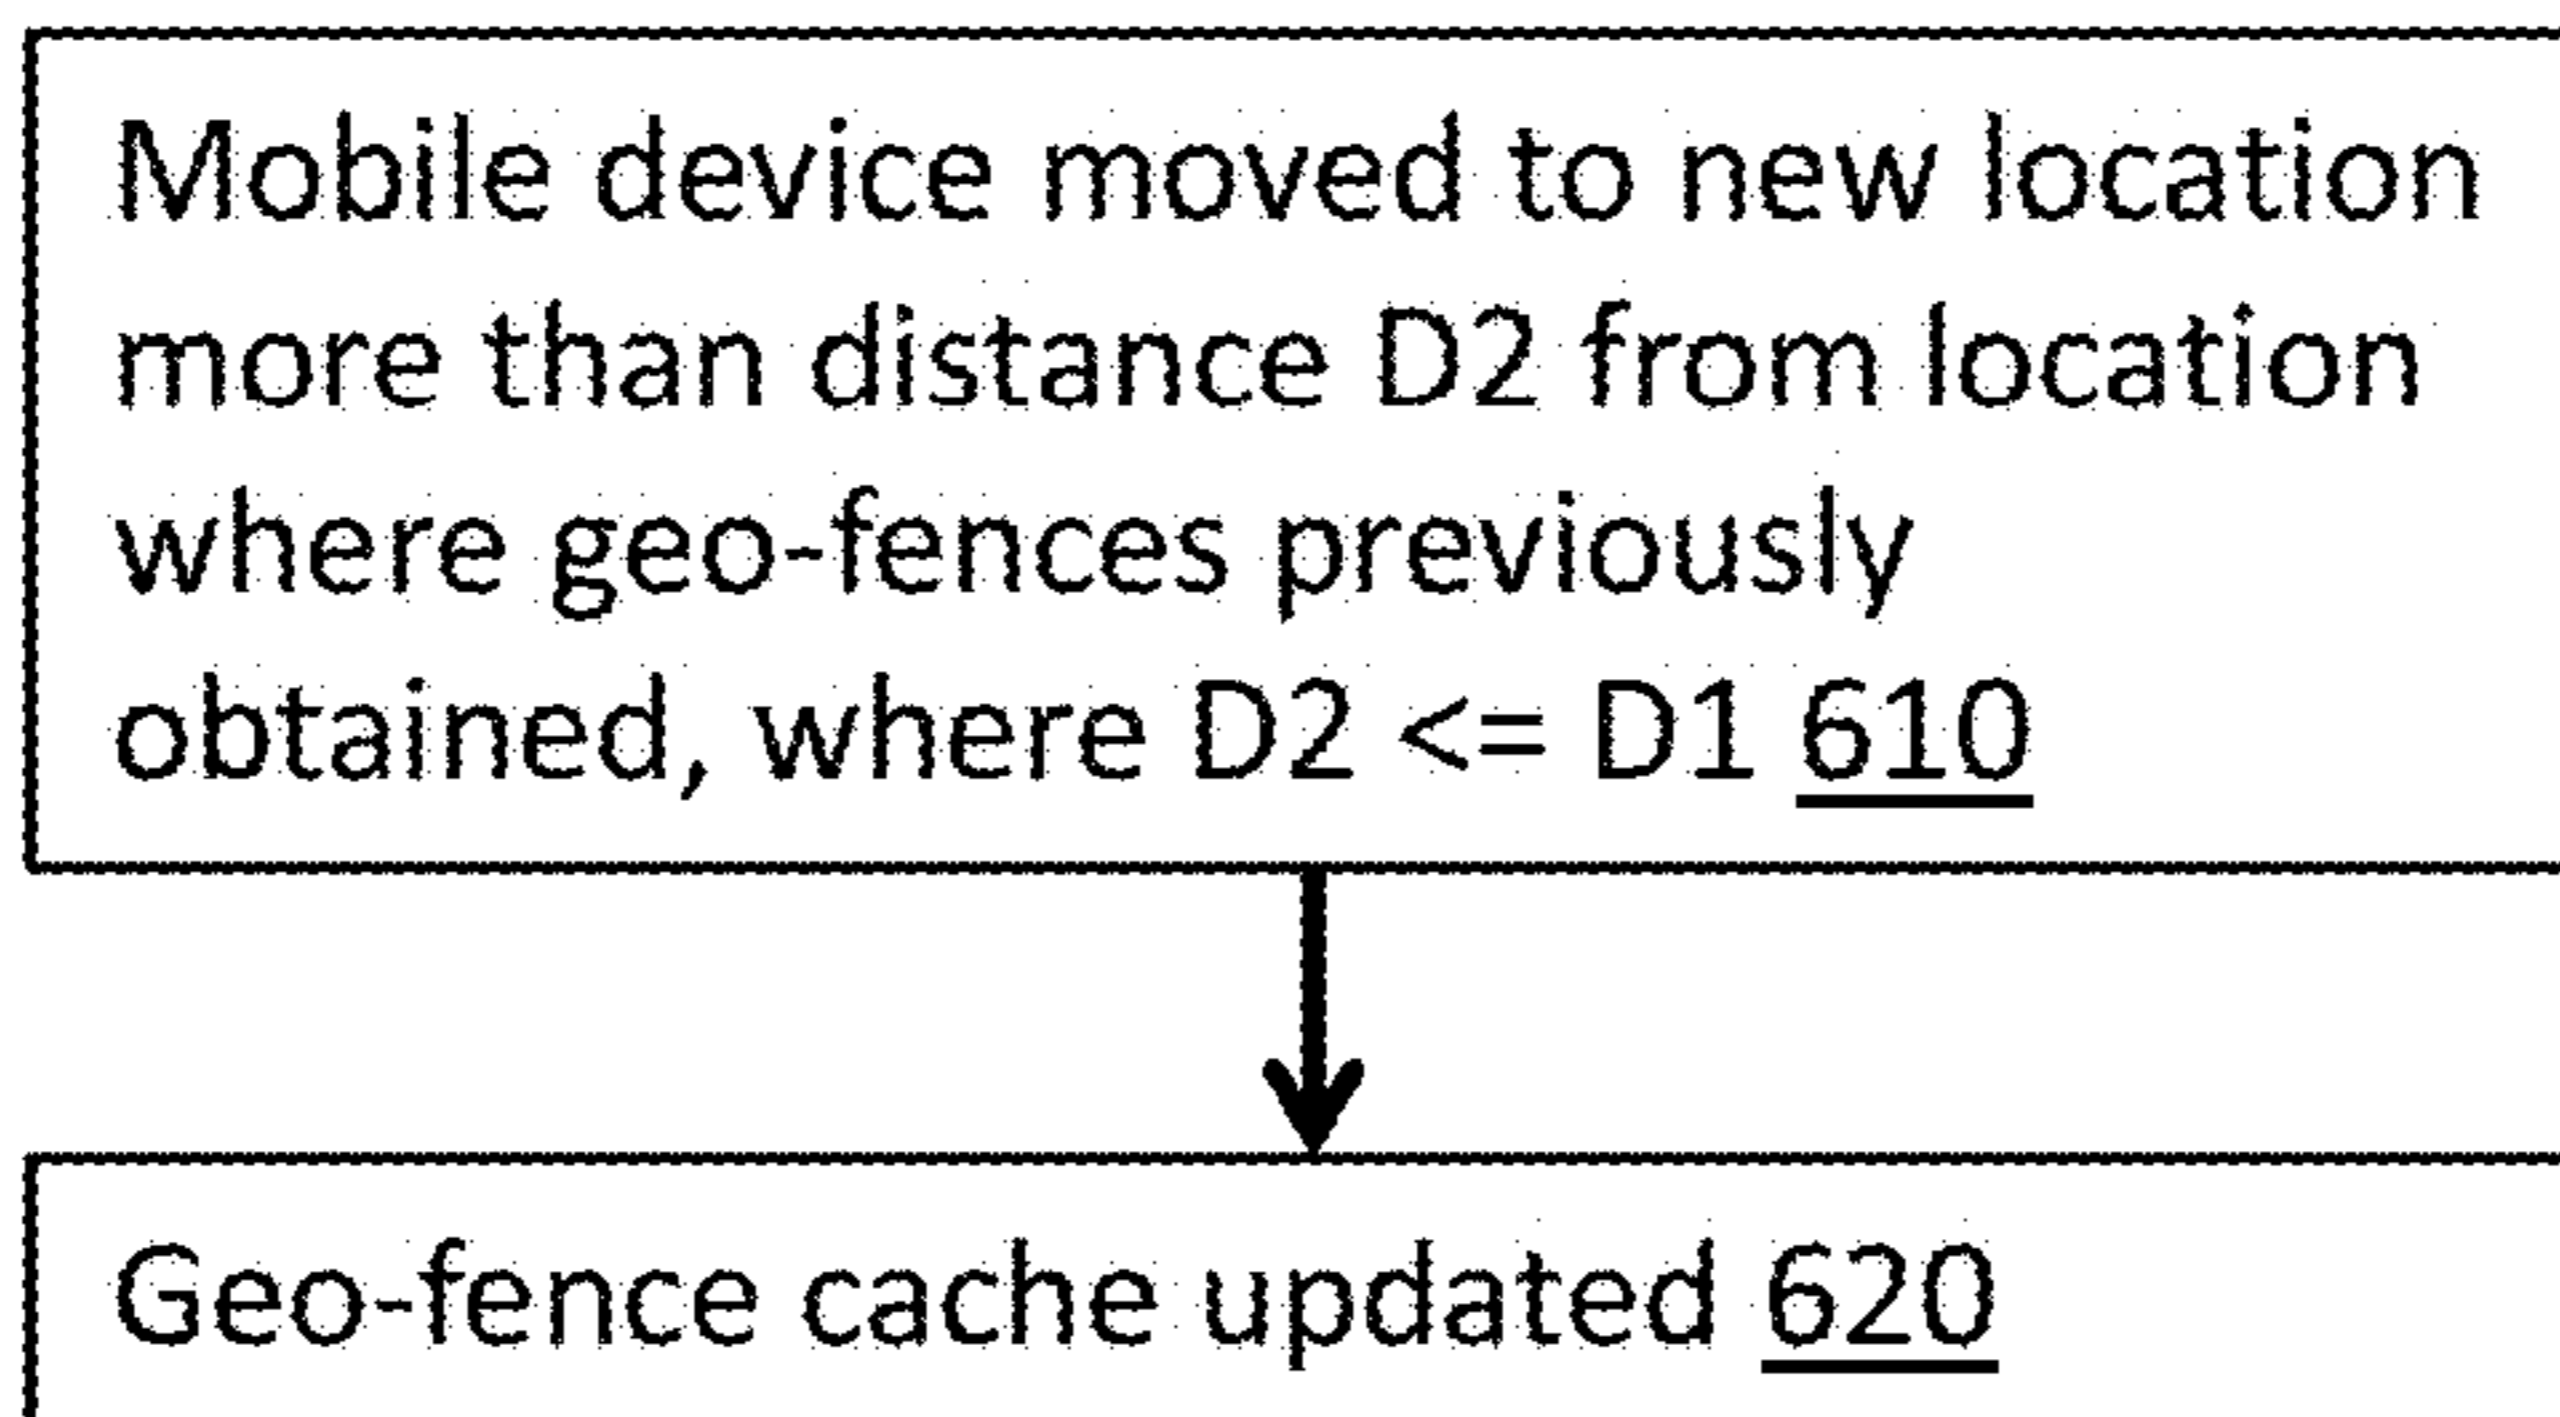 Mobile device moved to new location
more than distance D2 from location
where geo-fences previously
obtained, where D2 <= D1 610
Geo-fence cache updated 620